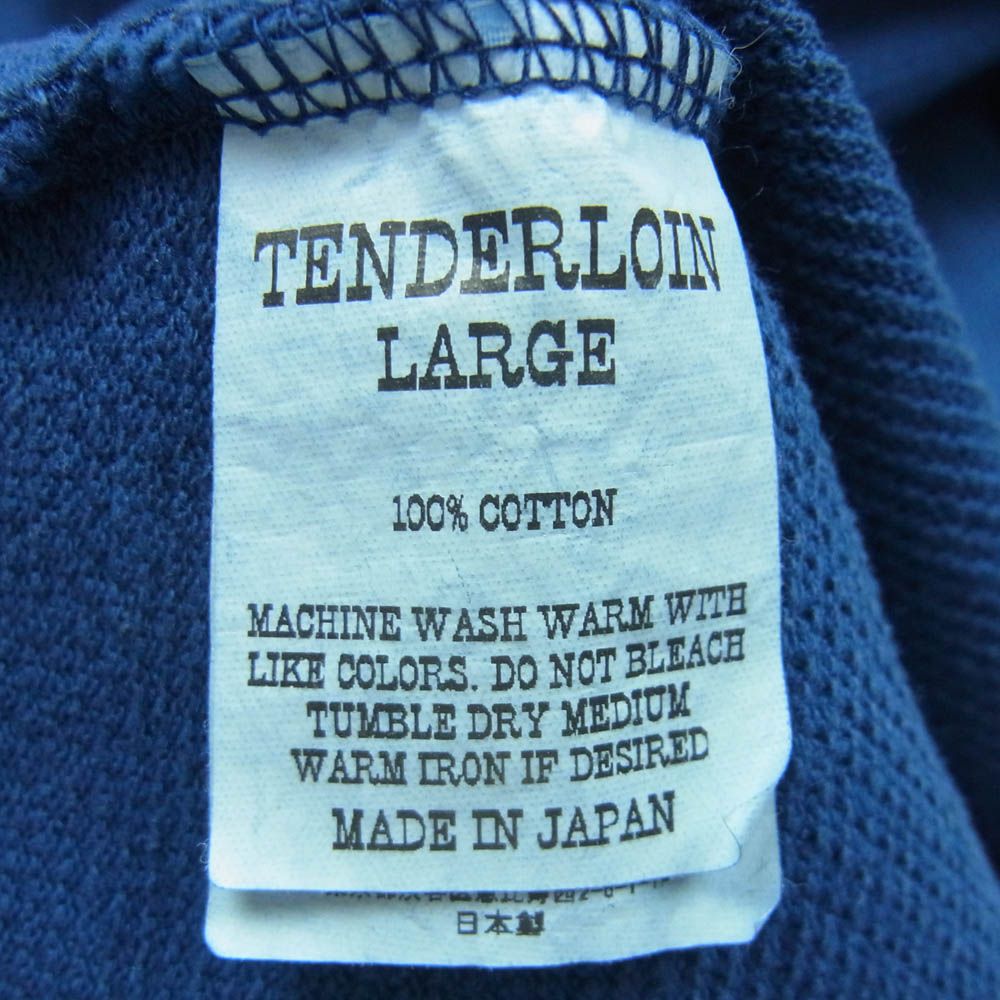 TENDERLOIN
LARGE
100% COTTON
MACHINE WASH WARM WITH
LIKE COLORS. DO NOT BLEACH
TUMBLE DRY MEDIUM
WARM IRON IF DESIRED
MADE IN JAPAN
日本製